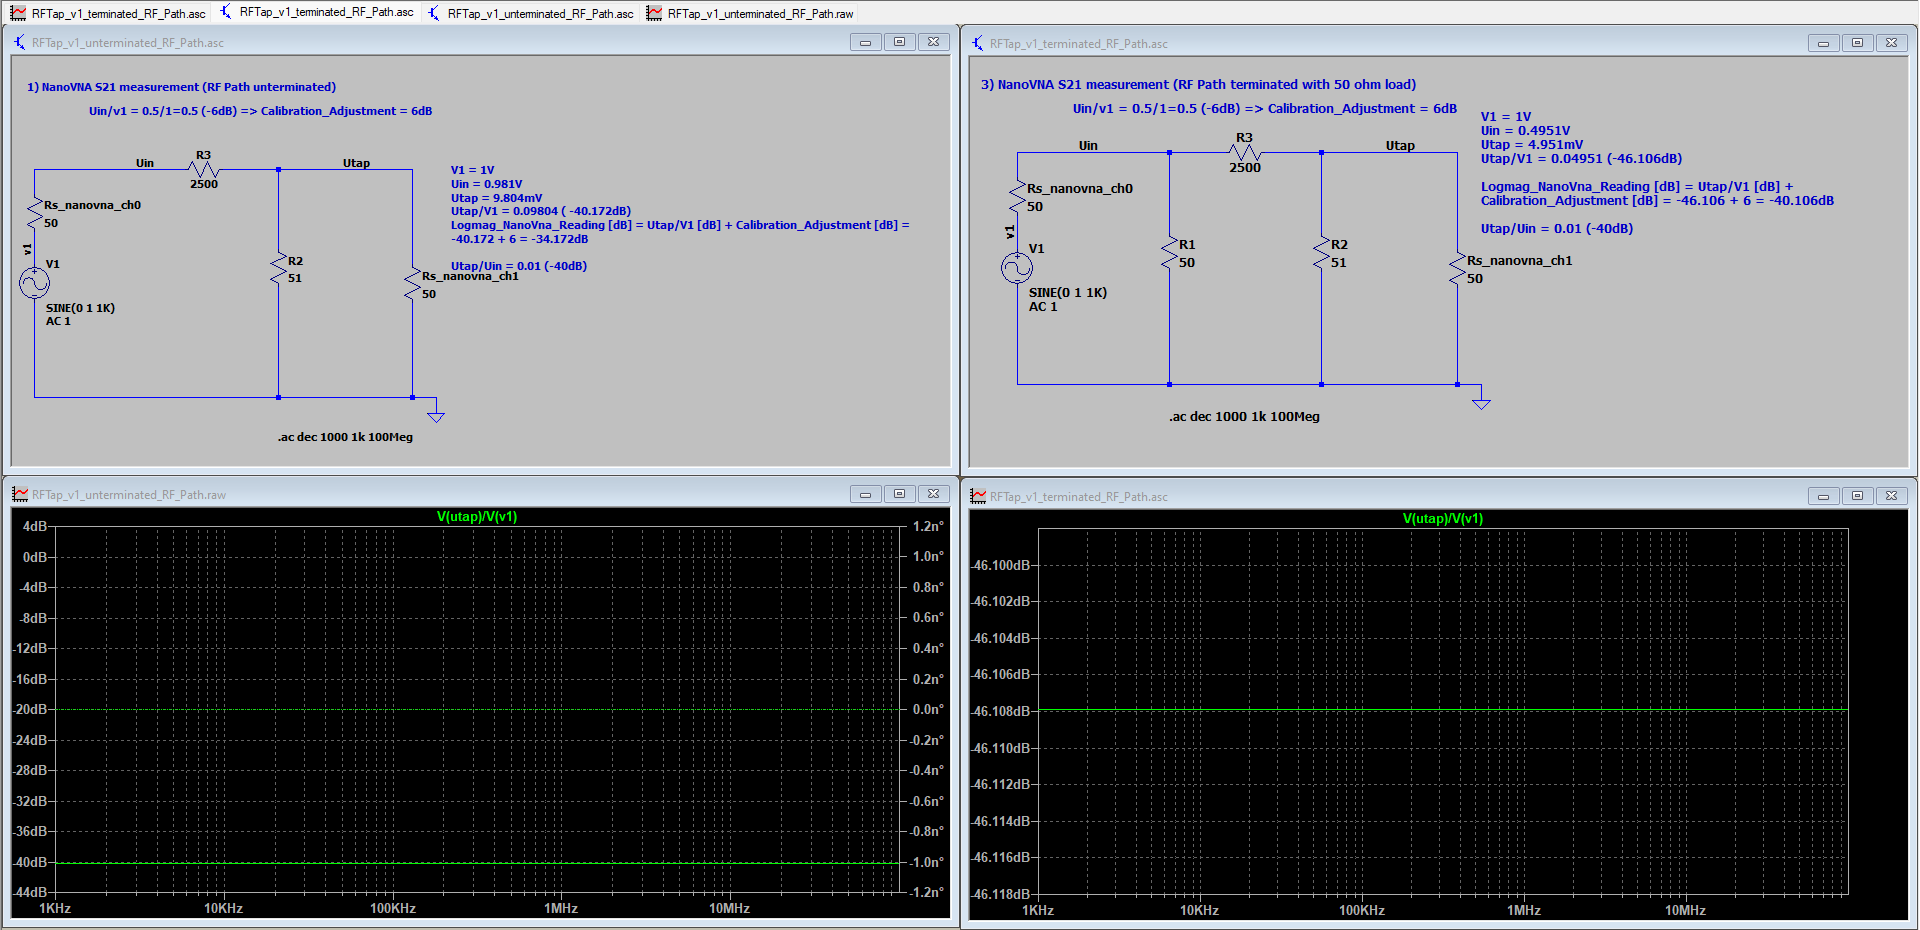 RFTap_v1_terminated_RF_Path.asc
RFTap_v1_terminated_RF_Path.asc
RFTap_v1_unterminated_RF_Path.asc
RFTap_v1_unterminated_RF_Path.raw
RFTap_v1_unterminated_RF_Path.asc
1) NanoVNA S21 measurement (RF Path unterminated)
Uin/v1 = 0.5/1=0.5 (-6dB) => Calibration_Adjustment = 6dB
Uin
R3
2500
Utap
V1 = 1V
Uin = 0.981V
Utap = 9.804mV
Utap/V1 = 0.09804 ( -40.172dB)
Logmag_NanoVna_Reading [dB] = Utap/V1 [dB] + Calibration_Adjustment [dB] =
-40.172 + 6 = -34.172dB
Utap/Uin = 0.01 (-40dB)
Rs_nanovna_ch0
50
v1
V1
SINE(0 1 1K)
AC 1
R2
51
Rs_nanovna_ch1
50
.ac dec 1000 1k 100Meg
RFTap_v1_terminated_RF_Path.asc
3) NanoVNA S21 measurement (RF Path terminated with 50 ohm load)
Uin/v1 = 0.5/1=0.5 (-6dB) => Calibration_Adjustment = 6dB
V1 = 1V
Uin = 0.4951V
Utap = 4.951mV
Utap/V1 = 0.04951 (-46.106dB)
Logmag_NanoVna_Reading [dB] = Utap/V1 [dB] +
Calibration_Adjustment [dB] = -46.106 + 6 = -40.106dB
Utap/Uin = 0.01 (-40dB)
Uin
R3
2500
Utap
Rs_nanovna_ch0
50
v1
V1
SINE(0 1 1K)
AC 1
R1
50
R2
51
Rs_nanovna_ch1
50
.ac dec 1000 1k 100Meg
RFTap_v1_unterminated_RF_Path.raw
V(utap)/V(v1)
4dB
0dB
-4dB
-8dB
-12dB
-16dB
-20dB
-24dB
-28dB
-32dB
-36dB
-40dB
-44dB
1.2n°
1.0n°
0.8n°
0.6n°
0.4n°
0.2n°
0.0n°
-0.2n°
-0.4n°
-0.6n°
-0.8n°
-1.0n°
-1.2n°
1KHz
10KHz
100KHz
1MHz
10MHz
RFTap_v1_terminated_RF_Path.asc
V(utap)/V(v1)
-46.100dB
-46.102dB
-46.104dB
-46.106dB
-46.108dB
-46.110dB
-46.112dB
-46.114dB
-46.116dB
-46.118dB
1KHz
10KHz
100KHz
1MHz
10MHz